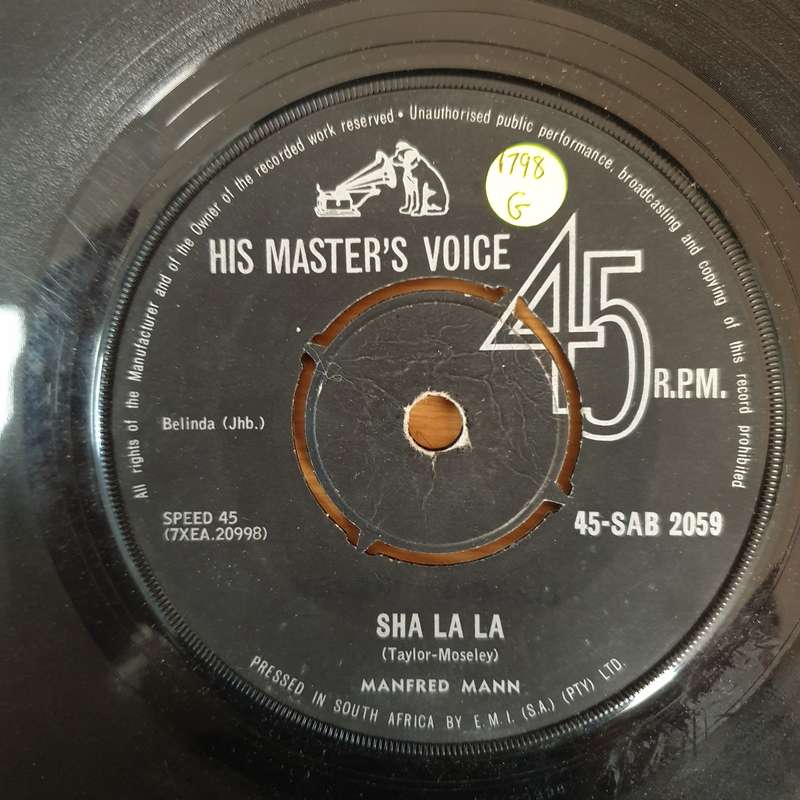 All rights of the Manufacturer and of the Owner of the recorded work reserved • Unauthorised public performance, broadcasting and copying of this record prohibited
1798
G
HIS MASTER'S VOICE
45
R.P.M.
Belinda (Jhb.)
SPEED 45
(7XEA.20998)
45-SAB 2059
SHA LA LA
(Taylor-Moseley)
MANFRED MANN
PRESSED IN SOUTH AFRICA BY E.M.I. (S.A.) (PTY) LTD.